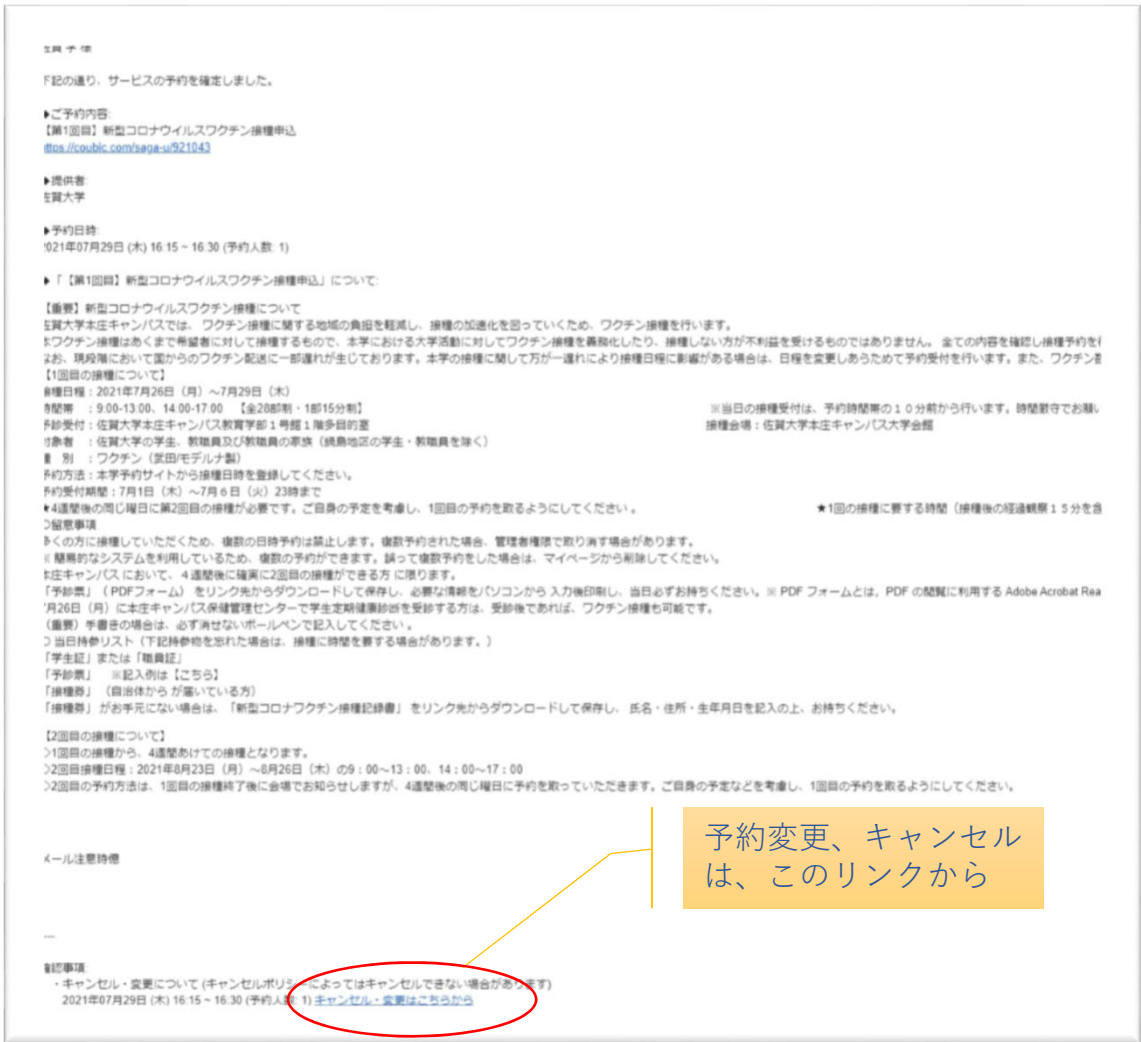 下記の通り、サービスの予約を確定しました。
▶ご予約内容:
【第1回目】新型コロナウイルスワクチン接種申込
ttps://coubic.com/saga-u/921043
▶提供者:
佐賀大学
▶予約日時:
021年07月29日 (木) 16:15 ~ 16:30 (予約人数: 1)
▶「【第1回目】新型コロナウイルスワクチン接種申込」について:
【重要】新型コロナウイルスワクチン接種について
佐賀大学本庄キャンパスでは、 ワクチン接種に関する地域の負担を軽減し、接種の加速化を図っていくため、ワクチン接種を行います。
本ワクチン接種はあくまで希望者に対して接種するもので、本学における大学活動に対してワクチン接種を義務化したり、接種しない方が不利益を受けるものではありません。 全ての内容を確認し接種予約を行
なお、現段階において国からのワクチン配送に一部遅れが生じております。本学の接種に関して万が一遅れにより接種日程に影響がある場合は、日程を変更しあらためて予約受付を行います。また、ワクチン
【1回目の接種について】
接種日程：2021年7月26日（月）～7月29日（木）
時間帯 ：9:00-13:00、14:00-17:00 【全28部制・1部15分制】 ※当日の接種受付は、予約時間帯の１０分前から行います。時間厳守でお願い
予診受付：佐賀大学本庄キャンパス教育学部１号館１階多目的室 接種会場：佐賀大学本庄キャンパス大学会館
対象者 ：佐賀大学の学生、教職員及び教職員の家族（鍋島地区の学生・教職員を除く）
種 別 ：ワクチン（武田/モデルナ製）
予約方法：本学予約サイトから接種日時を登録してください。
予約受付期間：7月1日（木）～7月６日（火）23時まで
★4週間後の同じ曜日に第2回目の接種が必要です。ご自身の予定を考慮し、1回目の予約を取るようにしてください 。 ★1回の接種に要する時間（接種後の経過観察１５分を含
○留意事項
多くの方に接種していただくため、複数の日時予約は禁止します。複数予約された場合、管理者権限で取り消す場合があります。
※ 簡易的なシステムを利用しているため、複数の予約ができます。誤って複数予約をした場合は、マイページから削除してください。
本庄キャンパス において、４週間後に確実に2回目の接種ができる方 に限ります。
「予診票」（ PDFフォーム） をリンク先からダウンロードして保存し、必要な情報をパソコンから 入力後印刷し、当日必ずお持ちください。※ PDF フォームとは，PDF の閲覧に利用する Adobe Acrobat Rea
7月26日（月）に本庄キャンパス保健管理センターで学生定期健康診断を受診する方は、受診後であれば、ワクチン接種も可能です。
（重要）手書きの場合は、必ず消せないボールペンで記入してください 。
○ 当日持参リスト（下記持参物を忘れた場合は、接種に時間を要する場合があります。）
「学生証」または「職員証」
「予診票」 ※記入例は【こちら】
「接種券」（自治体から が届いている方）
「接種券」がお手元にない場合は、「新型コロナワクチン接種記録書」 をリンク先からダウンロードして保存し、 氏名・住所・生年月日を記入の上、お持ちください。
【2回目の接種について】
○1回目の接種から、4週間あけての接種となります。
○2回目接種日程：2021年8月23日（月）～8月26日（木）の9：00～13：00、14：00～17：00
○2回目の予約方法は、1回目の接種終了後に会場でお知らせしますが、4週間後の同じ曜日に予約を取っていただきます。ご自身の予定などを考慮し、1回目の予約を取るようにしてください。
予約変更、キャンセル
は、このリンクから
メール注意時億
----
確認事項:
・キャンセル・変更について (キャンセルポリシーによってはキャンセルできない場合があります)
2021年07月29日 (木) 16:15 ~ 16:30 (予約人数: 1) キャンセル・変更はこちらから